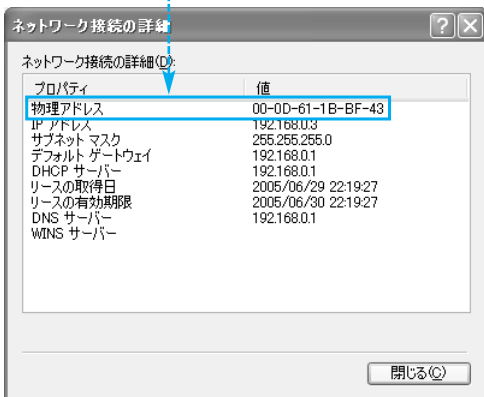 ネットワーク接続の詳細
ネットワーク接続の詳細(D):
プロパティ 値
物理アドレス 00-0D-61-1B-BF-43
IP アドレス 192.168.0.3
サブネット マスク 255.255.255.0
デフォルト ゲートウェイ 192.168.0.1
DHCP サーバー 192.168.0.1
リースの取得日 2005/06/29 22:19:27
リースの有効期限 2005/06/30 22:19:27
DNS サーバー 192.168.0.1
WINS サーバー
閉じる(C)